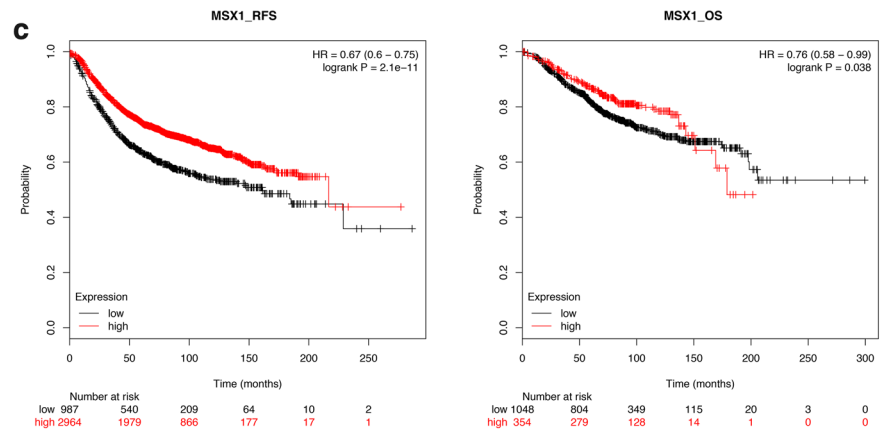 C
MSX1_RFS
HR = 0.67 (0.6 − 0.75)
logrank P = 2.1e−11
Probability
1.0
0.8
0.6
0.4
0.2
0.0
Expression
low
high
0 50 100 150 200 250
Time (months)
Number at risk
low 987 540 209 64 10 2
high 2964 1979 866 177 17 1
MSX1_OS
HR = 0.76 (0.58 − 0.99)
logrank P = 0.038
Probability
1.0
0.8
0.6
0.4
0.2
0.0
Expression
low
high
0 50 100 150 200 250 300
Time (months)
Number at risk
low 1048 804 349 115 20 3 0
high 354 279 128 14 1 0 0